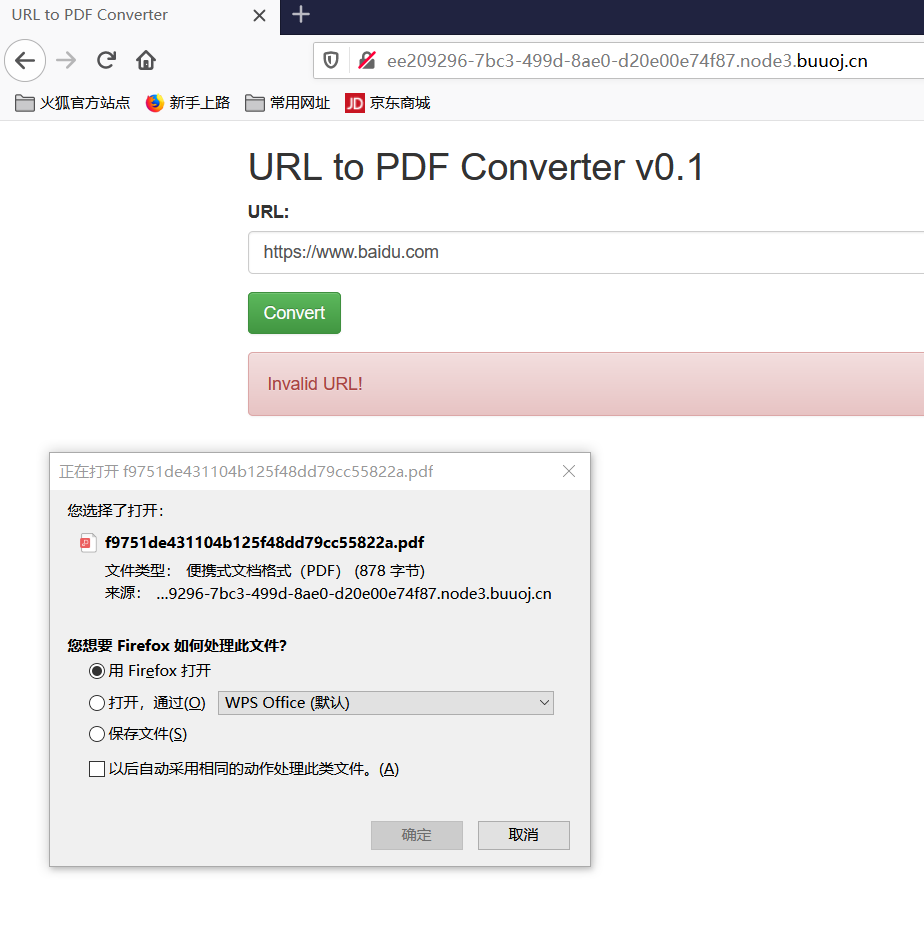 URL to PDF Converter
ee209296-7bc3-499d-8ae0-d20e00e74f87.node3.buuoj.cn
火狐官方站点 新手上路 常用网址 JD 京东商城
URL to PDF Converter v0.1
URL:
https://www.baidu.com
Convert
Invalid URL!
正在打开 f9751de431104b125f48dd79cc55822a.pdf
您选择了打开:
f9751de431104b125f48dd79cc55822a.pdf
文件类型: 便携式文档格式 (PDF) (878 字节)
来源: ...9296-7bc3-499d-8ae0-d20e00e74f87.node3.buuoj.cn
您想要 Firefox 如何处理此文件?
用 Firefox 打开
打开，通过(O) WPS Office (默认)
保存文件(S)
以后自动采用相同的动作处理此类文件。(A)
确定 取消